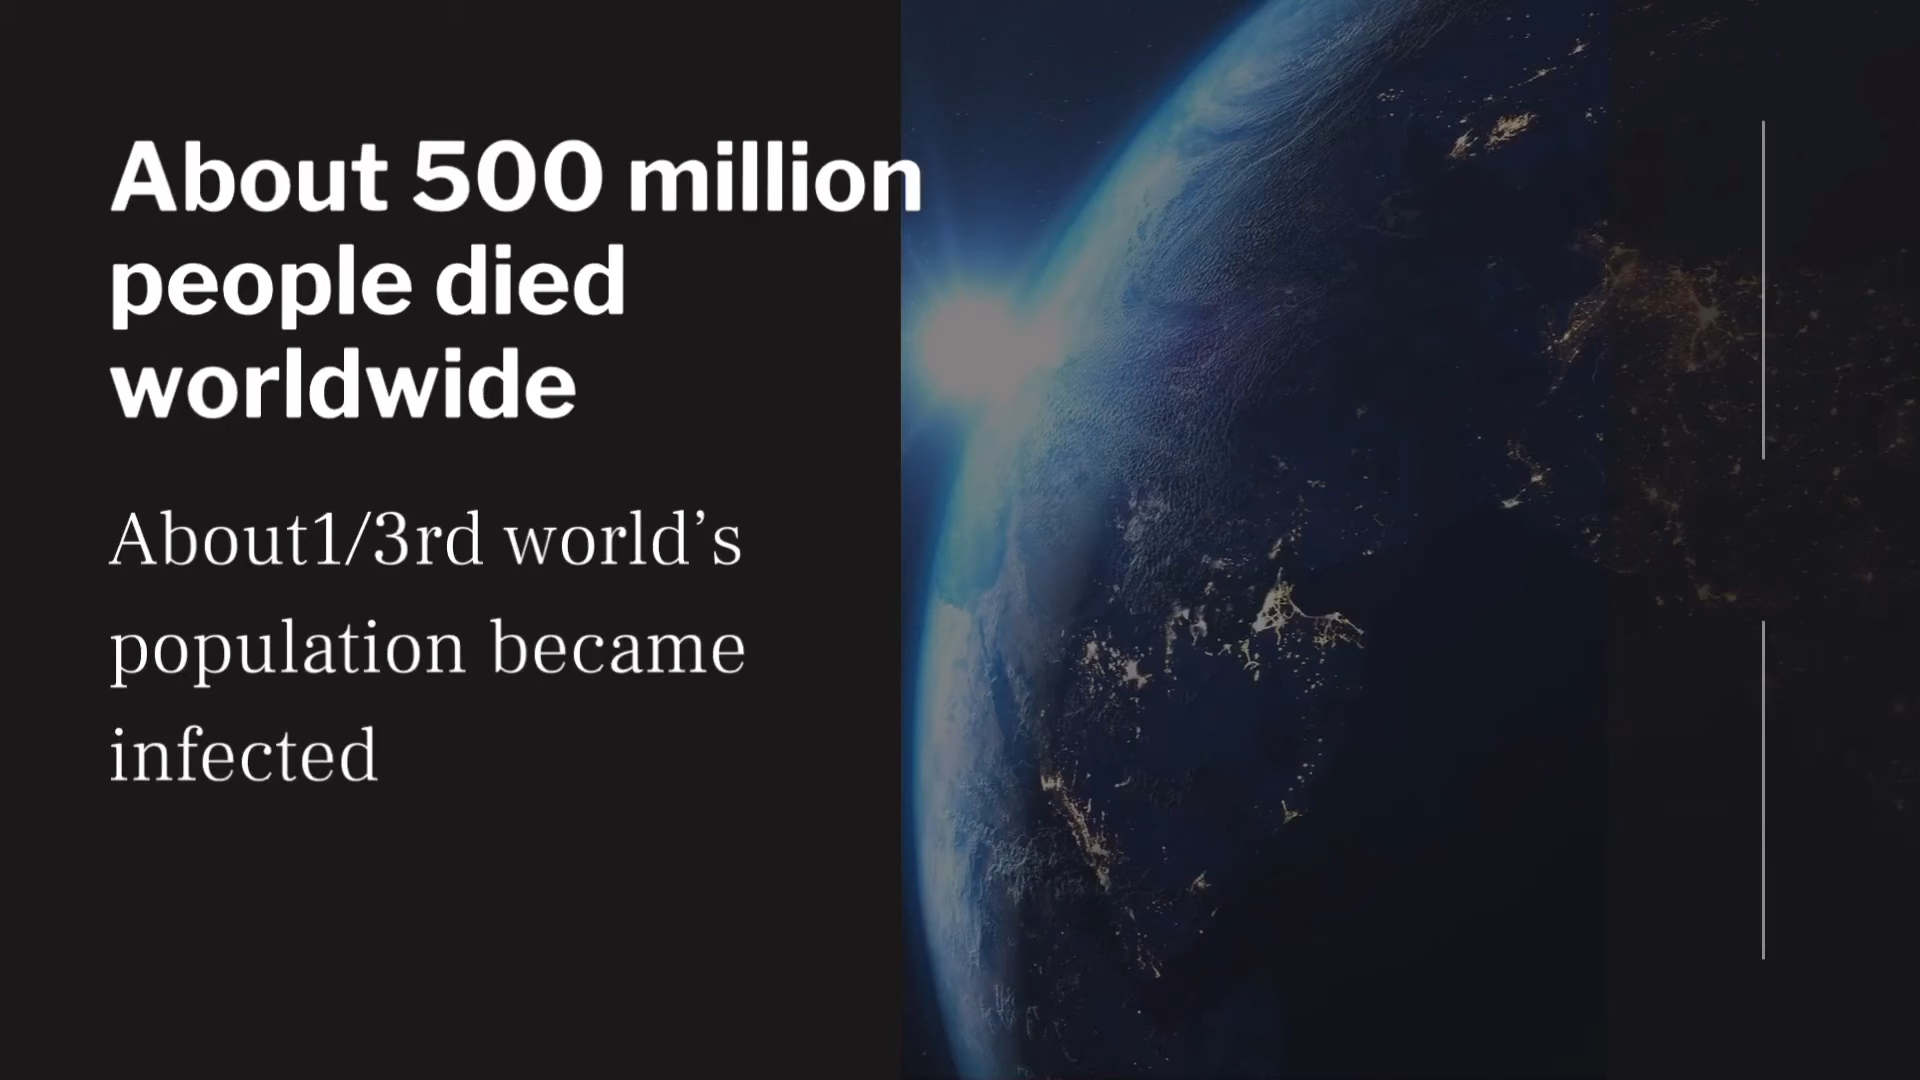 About 500 million
people died
worldwide
About1/3rd world’s
population became
infected